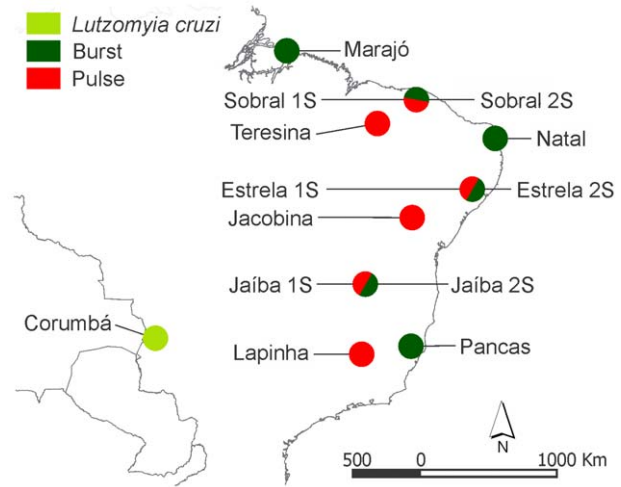 Lutzomyia cruzi
Burst
Pulse
Marajó
Sobral 1S
Sobral 2S
Teresina
Natal
Estrela 1S
Estrela 2S
Jacobina
Jaíba 1S
Jaíba 2S
Corumbá
Lapinha
Pancas
N
500 0 1000 Km